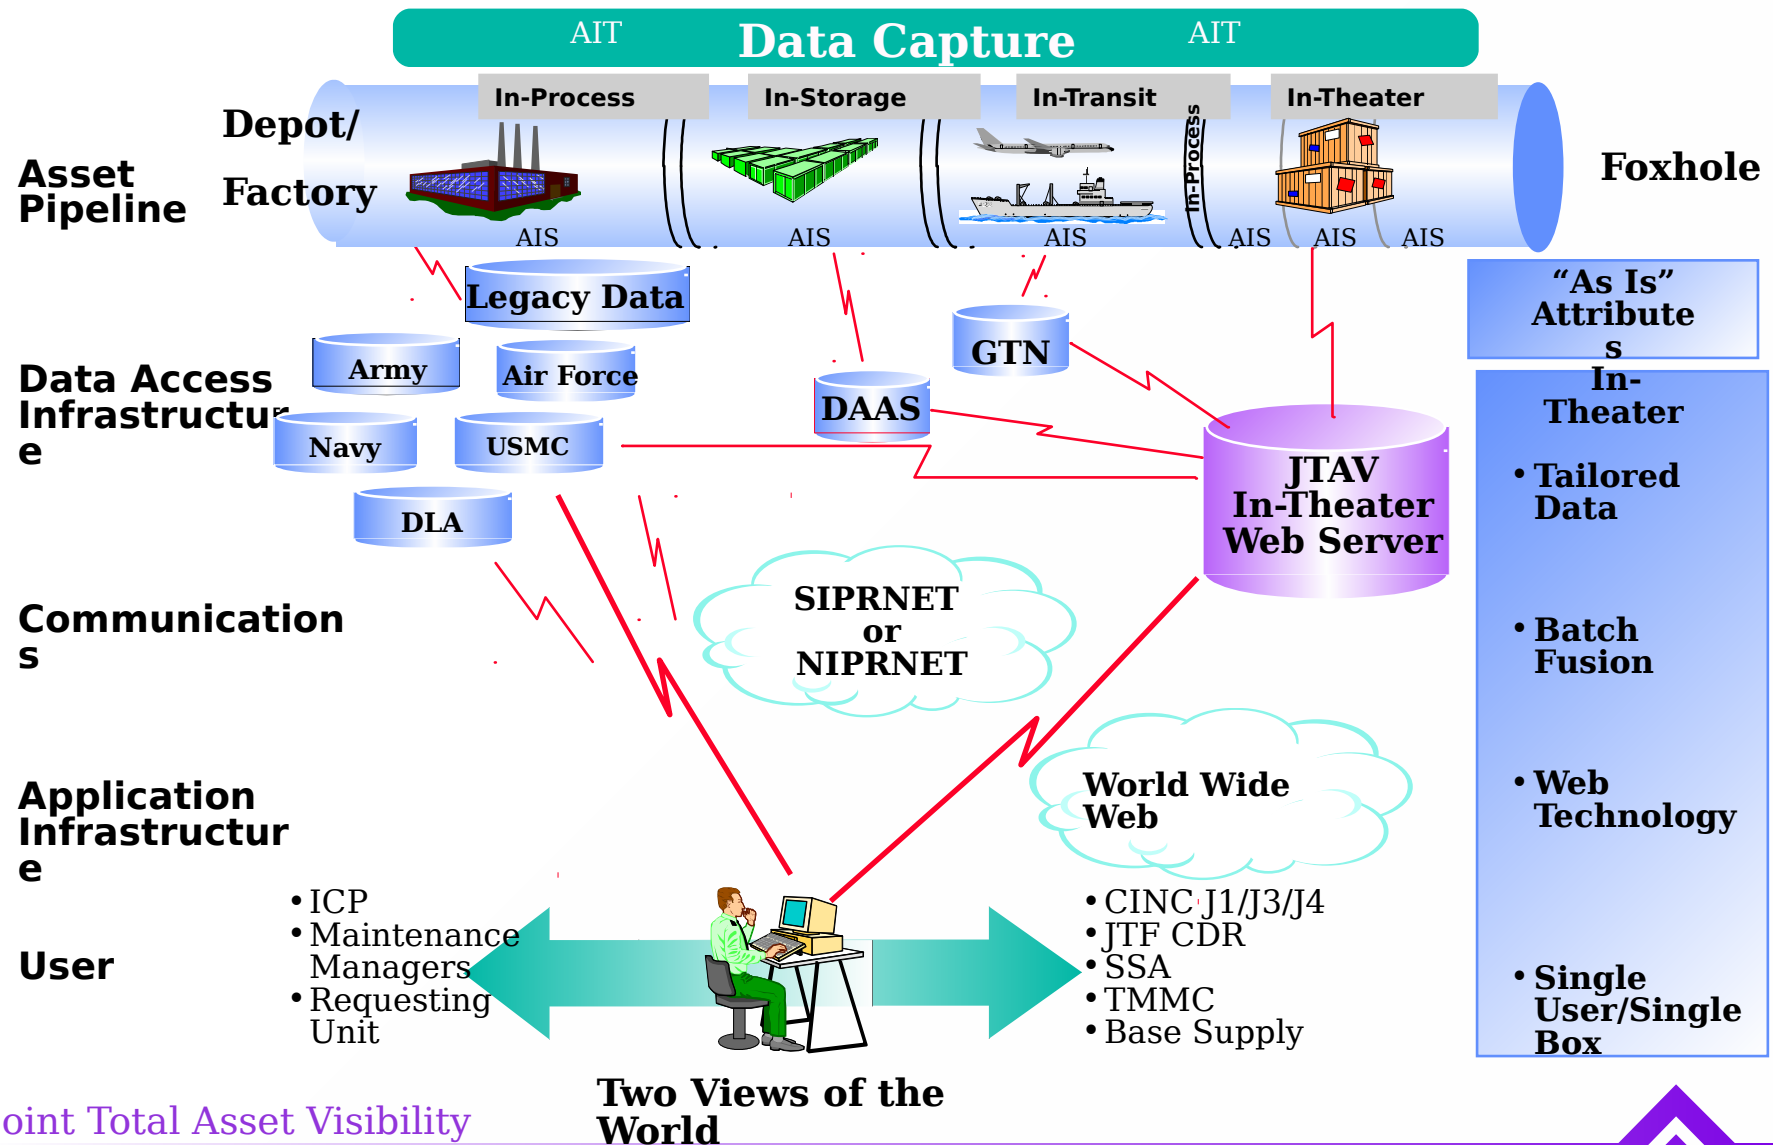 AIT
Data Capture
AIT
In-Process
In-Storage
In-Transit
In-Theater
Depot/
Factory
In-Process
Asset
Pipeline
Foxhole
AIS
AIS
AIS
AIS
AIS
AIS
Legacy Data
Army
Air Force
Navy
USMC
DLA
DAAS
GTN
Data Access
Infrastructur
e
JTAV
In-Theater
Web Server
“As Is”
Attribute
s
In-
Theater
• Tailored
Data
• Batch
Fusion
• Web
Technology
• Single
User/Single
Box
Communication
s
SIPRNET
or
NIPRNET
World Wide
Web
Application
Infrastructur
e
User
• ICP
• Maintenance
Managers
• Requesting
Unit
• CINC J1/J3/J4
• JTF CDR
• SSA
• TMMC
• Base Supply
Two Views of the
World
oint Total Asset Visibility